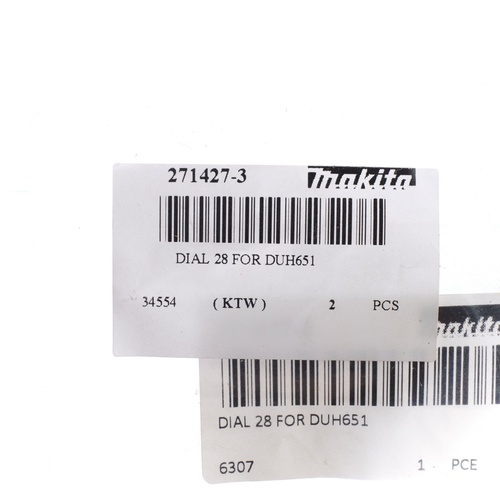 271427-3 makita
DIAL 28 FOR DUH651
34554 (KTW) 2 PCS
makita
DIAL 28 FOR DUH651
6307 1 PCE